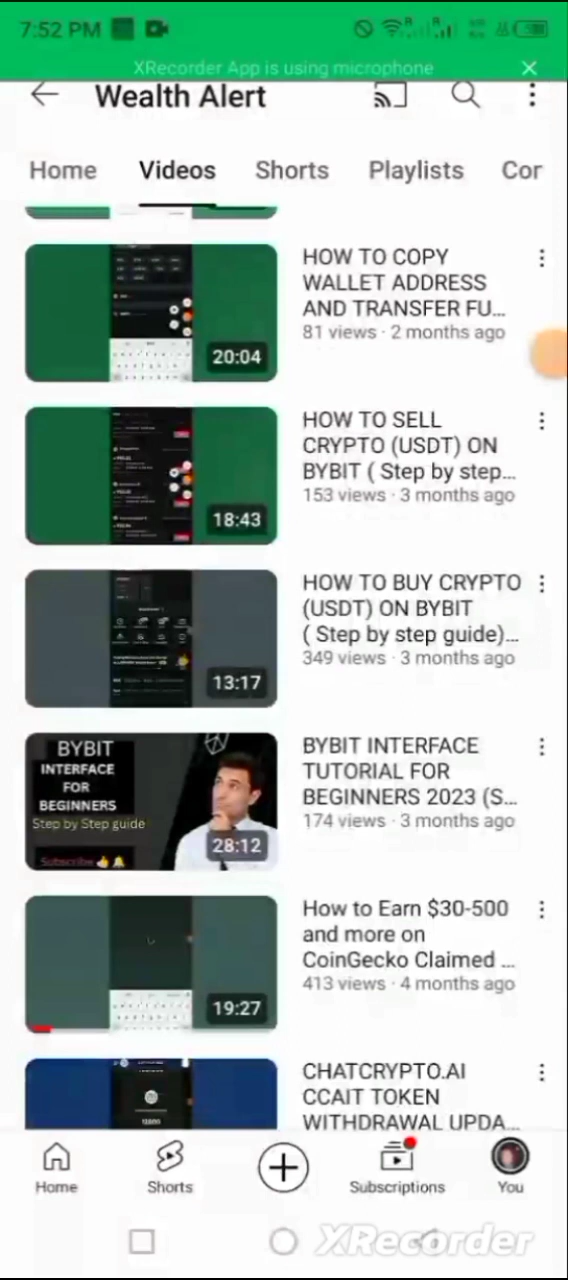 7:52 PM
XRecorder App is using microphone
Wealth Alert
Home Videos Shorts Playlists Cor
HOW TO COPY
WALLET ADDRESS
AND TRANSFER FU...
81 views · 2 months ago
20:04
HOW TO SELL
CRYPTO (USDT) ON
BYBIT ( Step by step...
153 views · 3 months ago
18:43
HOW TO BUY CRYPTO
(USDT) ON BYBIT
( Step by step guide)...
349 views · 3 months ago
13:17
BYBIT
INTERFACE
FOR
BEGINNERS
Step by Step guide
Subscribe
28:12
BYBIT INTERFACE
TUTORIAL FOR
BEGINNERS 2023 (S...
174 views · 3 months ago
How to Earn $30-500
and more on
CoinGecko Claimed ...
413 views · 4 months ago
19:27
CHATCRYPTO.AI
CCAIT TOKEN
WITHDRAWAL UPDA...
Home Shorts Subscriptions You
XRecorder